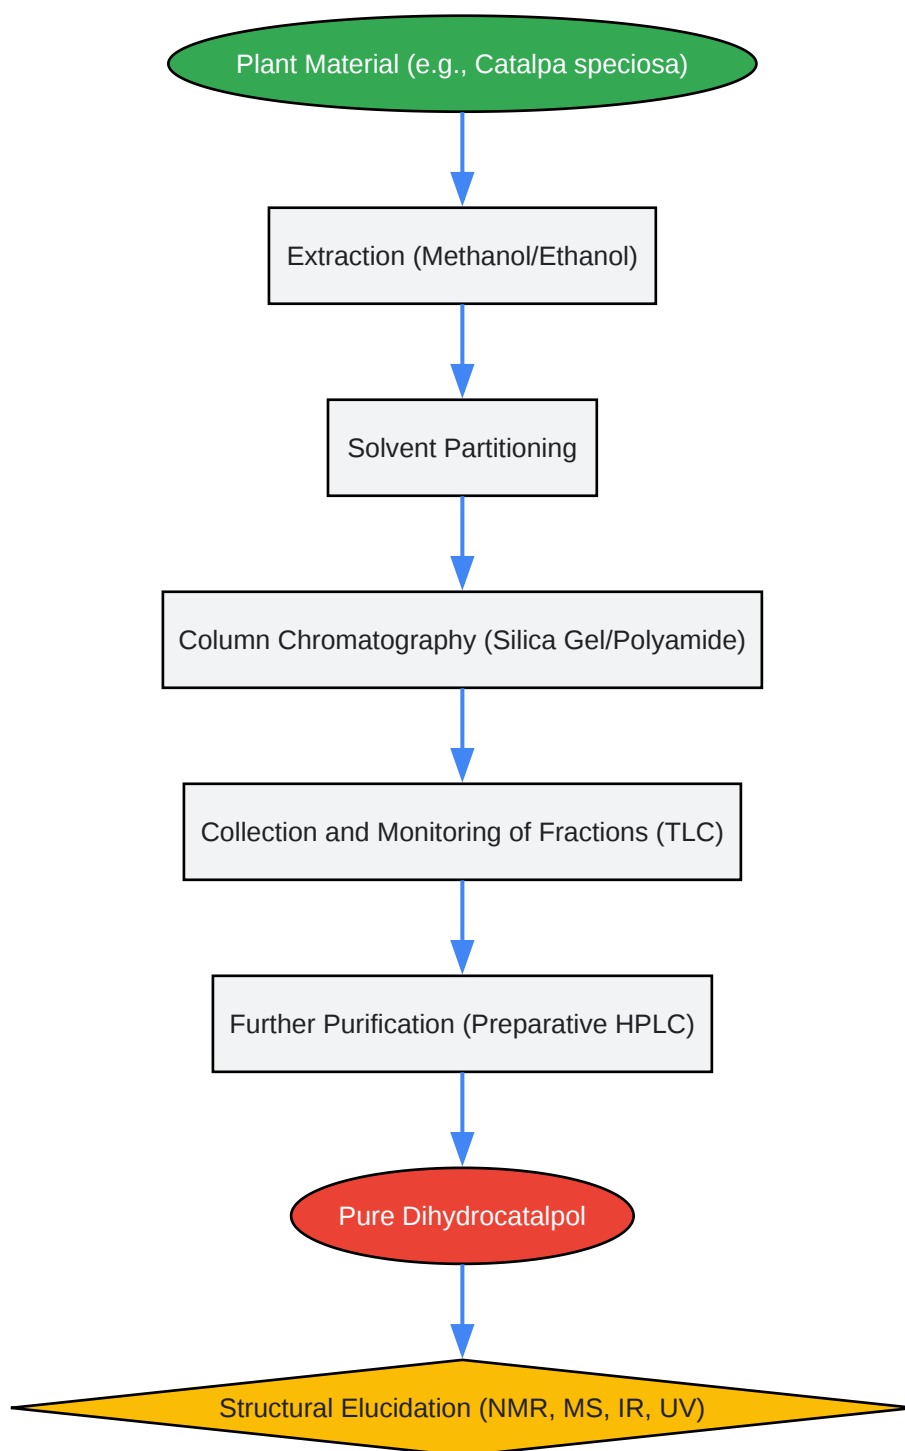 Plant Material (e.g., Catalpa speciosa)
Extraction (Methanol/Ethanol)
Solvent Partitioning
Column Chromatography (Silica Gel/Polyamide)
Collection and Monitoring of Fractions (TLC)
Further Purification (Preparative HPLC)
Pure Dihydrocatalpol
Structural Elucidation (NMR, MS, IR, UV)